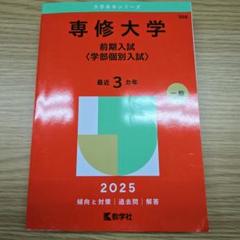 大学赤本シリーズ
専修大学
前期入試
〈学部個別入試〉
最近3カ年
一般
2025
傾向と対策|過去問|解答
教学社